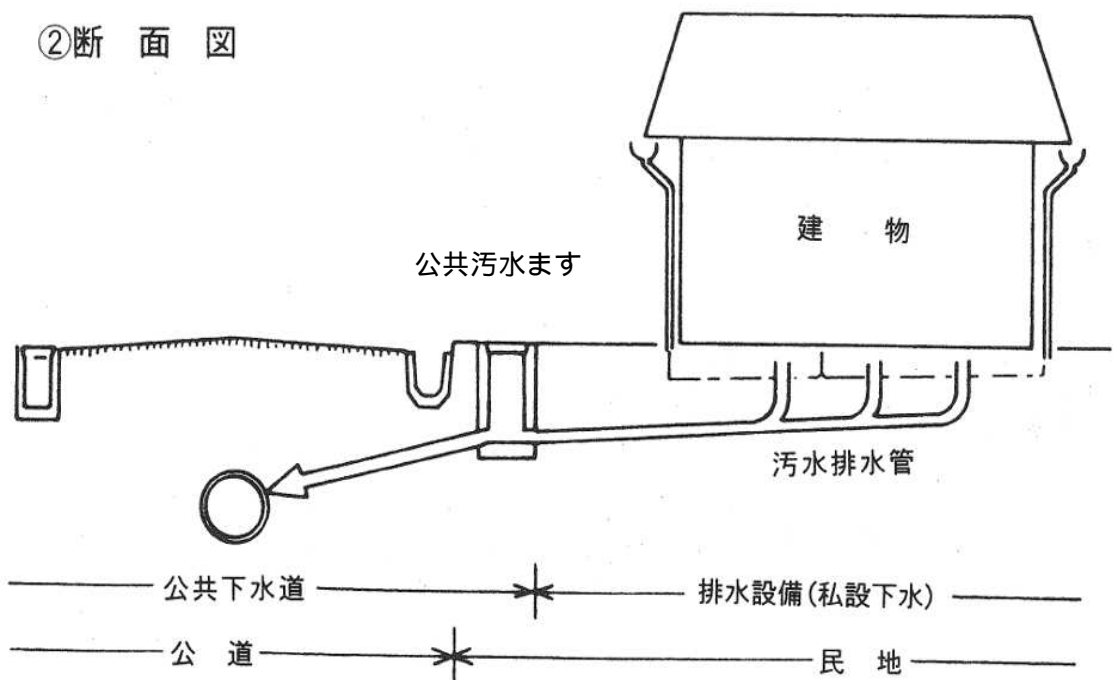 ②断面図
建物
公共汚水ます
汚水排水管
公共下水道
排水設備(私設下水)
公道
民地